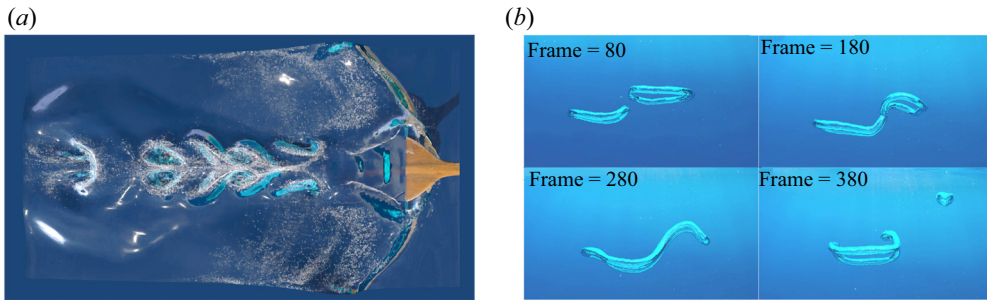 (a)
(b)
Frame = 80
Frame = 180
Frame = 280
Frame = 380